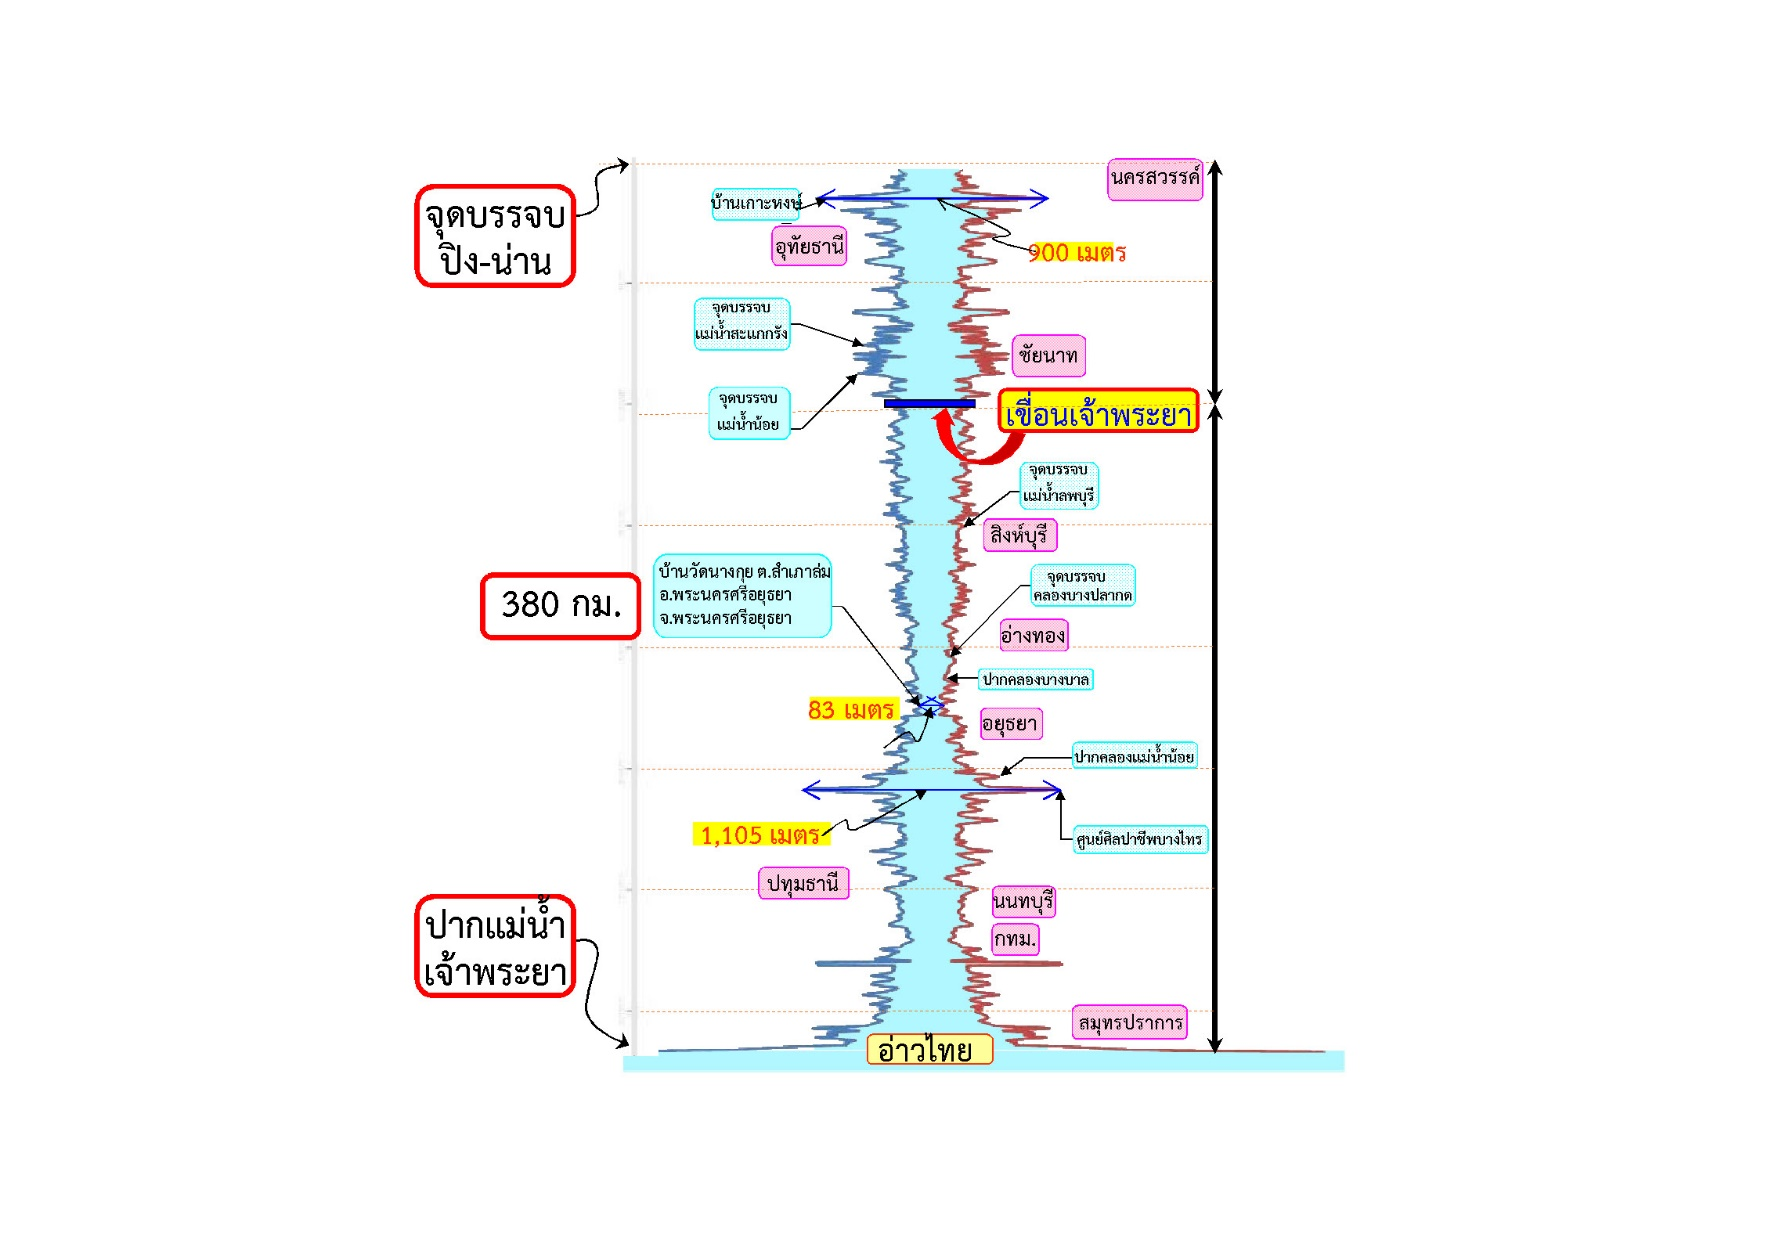 นครสวรรค์
จุดบรรจบ
ปิง-น่าน
บ้านเกาะหงษ์
อุทัยธานี
900 เมตร
จุดบรรจบ
แม่น้ำสะแกกรัง
ชัยนาท
จุดบรรจบ
แม่น้ำน้อย
เขื่อนเจ้าพระยา
จุดบรรจบ
แม่น้ำลพบุรี
สิงห์บุรี
380 กม.
บ้านวัดนางกุย ต.สำเภาล่ม
อ.พระนครศรีอยุธยา
จ.พระนครศรีอยุธยา
จุดบรรจบ
คลองบางปลากด
อ่างทอง
ปากคลองบางบาล
83 เมตร
อยุธยา
ปากคลองแม่น้ำน้อย
1,105 เมตร
ศูนย์ศิลปาชีพบางไทร
ปทุมธานี
นนทบุรี
กทม.
ปากแม่น้ำ
เจ้าพระยา
สมุทรปราการ
อ่าวไทย